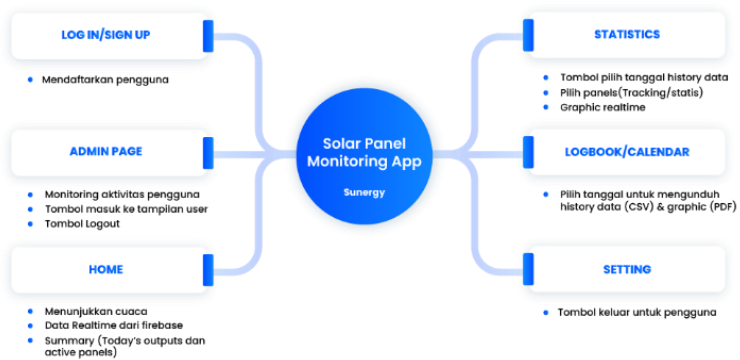 LOG IN/SIGN UP
Mendaftarkan pengguna
ADMIN PAGE
Monitoring aktivitas pengguna
Tombol masuk ke tampilan user
Tombol Logout
HOME
Menunjukkan cuaca
Data Realtime dari firebase
Summary (Today's outputs dan
active panels)
Solar Panel
Monitoring App
Sunergy
STATISTICS
Tombol pilih tanggal history data
Pilih panels(Tracking/statis)
Graphic realtime
LOGBOOK/CALENDAR
Pilih tanggal untuk mengunduh
history data (CSV) & graphic (PDF)
SETTING
Tombol keluar untuk pengguna